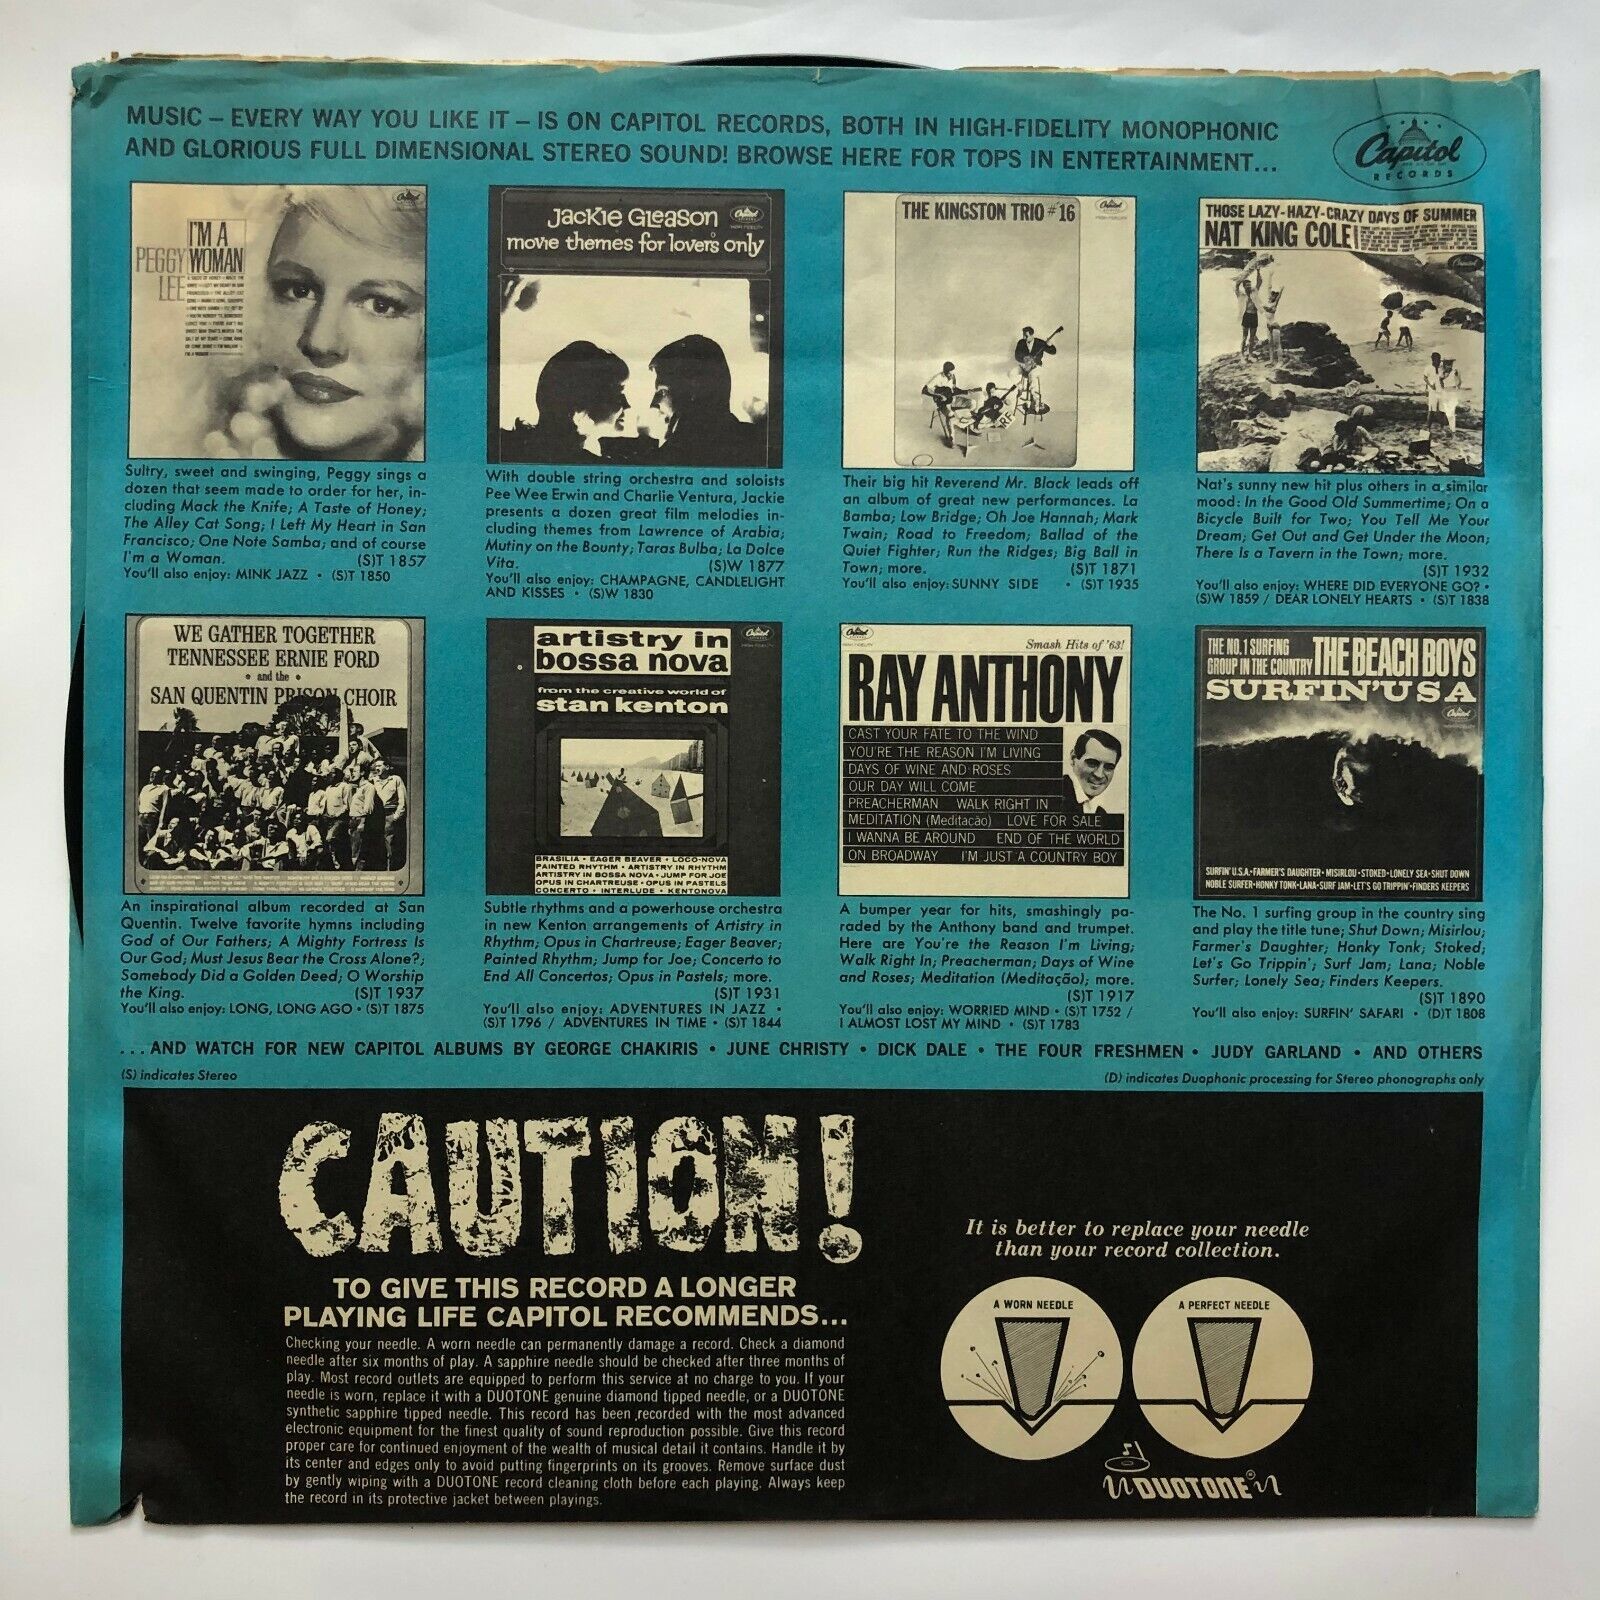 MUSIC – EVERY WAY YOU LIKE IT – IS ON CAPITOL RECORDS, BOTH IN HIGH-FIDELITY MONOPHONIC
AND GLORIOUS FULL DIMENSIONAL STEREO SOUND! BROWSE HERE FOR TOPS IN ENTERTAINMENT...
Capitol
RECORDS
I'M A
PEGGY WOMAN
LEE
Sultry, sweet and swinging, Peggy sings a
dozen that seem made to order for her, in-
cluding Mack the Knife; A Taste of Honey;
The Alley Cat Song; I Left My Heart in San
Francisco; One Note Samba; and of course
I'm a Woman. (S)T 1857
You'll also enjoy: MINK JAZZ • (S)T 1850
Jackie Gleason
movie themes for lovers only
With double string orchestra and soloists
Pee Wee Erwin and Charlie Ventura, Jackie
presents a dozen great film melodies in-
cluding themes from Lawrence of Arabia;
Mutiny on the Bounty; Taras Bulba; La Dolce
Vita. (S)W 1877
You'll also enjoy: CHAMPAGNE, CANDLELIGHT
AND KISSES • (S)W 1830
THE KINGSTON TRIO #16
Their big hit Reverend Mr. Black leads off
an album of great new performances. La
Bamba; Low Bridge; Oh Joe Hannah; Mark
Twain; Road to Freedom; Ballad of the
Quiet Fighter; Run the Ridges; Big Ball in
Town; more. (S)T 1871
You'll also enjoy: SUNNY SIDE • (S)T 1935
THOSE LAZY-HAZY-CRAZY DAYS OF SUMMER
NAT KING COLE
Nat's sunny new hit plus others in a similar
mood: In the Good Old Summertime; On a
Bicycle Built for Two; You Tell Me Your
Dream; Get Out and Get Under the Moon;
There Is a Tavern in the Town; more.
(S)T 1932
You'll also enjoy: WHERE DID EVERYONE GO? •
(S)W 1859 / DEAR LONELY HEARTS • (S)T 1838
WE GATHER TOGETHER
TENNESSEE ERNIE FORD
• and the •
SAN QUENTIN PRISON CHOIR
An inspirational album recorded at San
Quentin. Twelve favorite hymns including
God of Our Fathers; A Mighty Fortress Is
Our God; Must Jesus Bear the Cross Alone?;
Somebody Did a Golden Deed; O Worship
the King. (S)T 1937
You'll also enjoy: LONG, LONG AGO • (S)T 1875
artistry in
bossa nova
from the creative world of
stan kenton
BRASILIA • EAGER BEAVER • LOCO-NOVA
PAINTED RHYTHM • ARTISTRY IN RHYTHM
ARTISTRY IN BOSSA NOVA • JUMP FOR JOE
OPUS IN CHARTREUSE • OPUS IN PASTELS
CONCERTO • INTERLUDE • KENTONOVA
Subtle rhythms and a powerhouse orchestra
in new Kenton arrangements of Artistry in
Rhythm; Opus in Chartreuse; Eager Beaver;
Painted Rhythm; Jump for Joe; Concerto to
End All Concertos; Opus in Pastels; more.
(S)T 1931
You'll also enjoy: ADVENTURES IN JAZZ •
(S)T 1796 / ADVENTURES IN TIME • (S)T 1844
Smash Hits of '63!
RAY ANTHONY
CAST YOUR FATE TO THE WIND
YOU'RE THE REASON I'M LIVING
DAYS OF WINE AND ROSES
OUR DAY WILL COME
PREACHERMAN WALK RIGHT IN
MEDITATION (Meditacão) LOVE FOR SALE
I WANNA BE AROUND END OF THE WORLD
ON BROADWAY I'M JUST A COUNTRY BOY
A bumper year for hits, smashingly pa-
raded by the Anthony band and trumpet.
Here are You're the Reason I'm Living;
Walk Right In; Preacherman; Days of Wine
and Roses; Meditation (Meditação); more.
(S)T 1917
You'll also enjoy: WORRIED MIND • (S)T 1752 /
I ALMOST LOST MY MIND • (S)T 1783
THE NO.1 SURFING
GROUP IN THE COUNTRY THE BEACH BOYS
SURFIN' USA
SURFIN' U.S.A.•FARMER'S DAUGHTER•MISIRLOU•STOKED•LONELY SEA•SHUT DOWN
NOBLE SURFER•HONKY TONK•LANA•SURF JAM•LET'S GO TRIPPIN'•FINDERS KEEPERS
The No. 1 surfing group in the country sing
and play the title tune; Shut Down; Misirlou;
Farmer's Daughter; Honky Tonk; Stoked;
Let's Go Trippin'; Surf Jam; Lana; Noble
Surfer; Lonely Sea; Finders Keepers.
(S)T 1890
You'll also enjoy: SURFIN' SAFARI • (D)T 1808
...AND WATCH FOR NEW CAPITOL ALBUMS BY GEORGE CHAKIRIS • JUNE CHRISTY • DICK DALE • THE FOUR FRESHMEN • JUDY GARLAND • AND OTHERS
(S) indicates Stereo
(D) indicates Duophonic processing for Stereo phonographs only
CAUTION!
TO GIVE THIS RECORD A LONGER
PLAYING LIFE CAPITOL RECOMMENDS...
Checking your needle. A worn needle can permanently damage a record. Check a diamond
needle after six months of play. A sapphire needle should be checked after three months of
play. Most record outlets are equipped to perform this service at no charge to you. If your
needle is worn, replace it with a DUOTONE genuine diamond tipped needle, or a DUOTONE
synthetic sapphire tipped needle. This record has been recorded with the most advanced
electronic equipment for the finest quality of sound reproduction possible. Give this record
proper care for continued enjoyment of the wealth of musical detail it contains. Handle it by
its center and edges only to avoid putting fingerprints on its grooves. Remove surface dust
by gently wiping with a DUOTONE record cleaning cloth before each playing. Always keep
the record in its protective jacket between playings.
It is better to replace your needle
than your record collection.
A WORN NEEDLE
A PERFECT NEEDLE
DUOTONE®